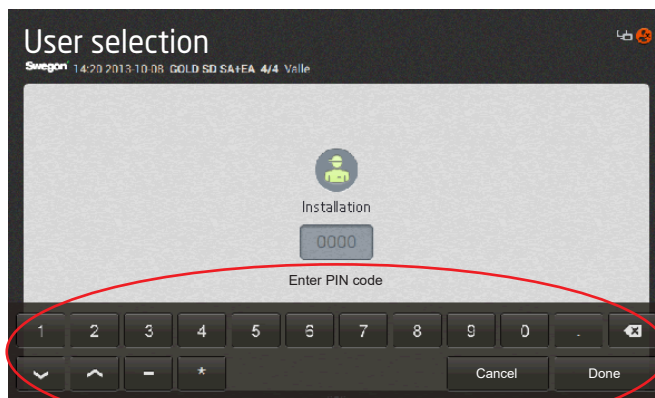 User selection
Swegon 14:20 2013-10-08 GOLD SD SA+EA 4/4 Valle
Installation
0000
Enter PIN code
1 2 3 4 5 6 7 8 9 0 .
- * Cancel Done